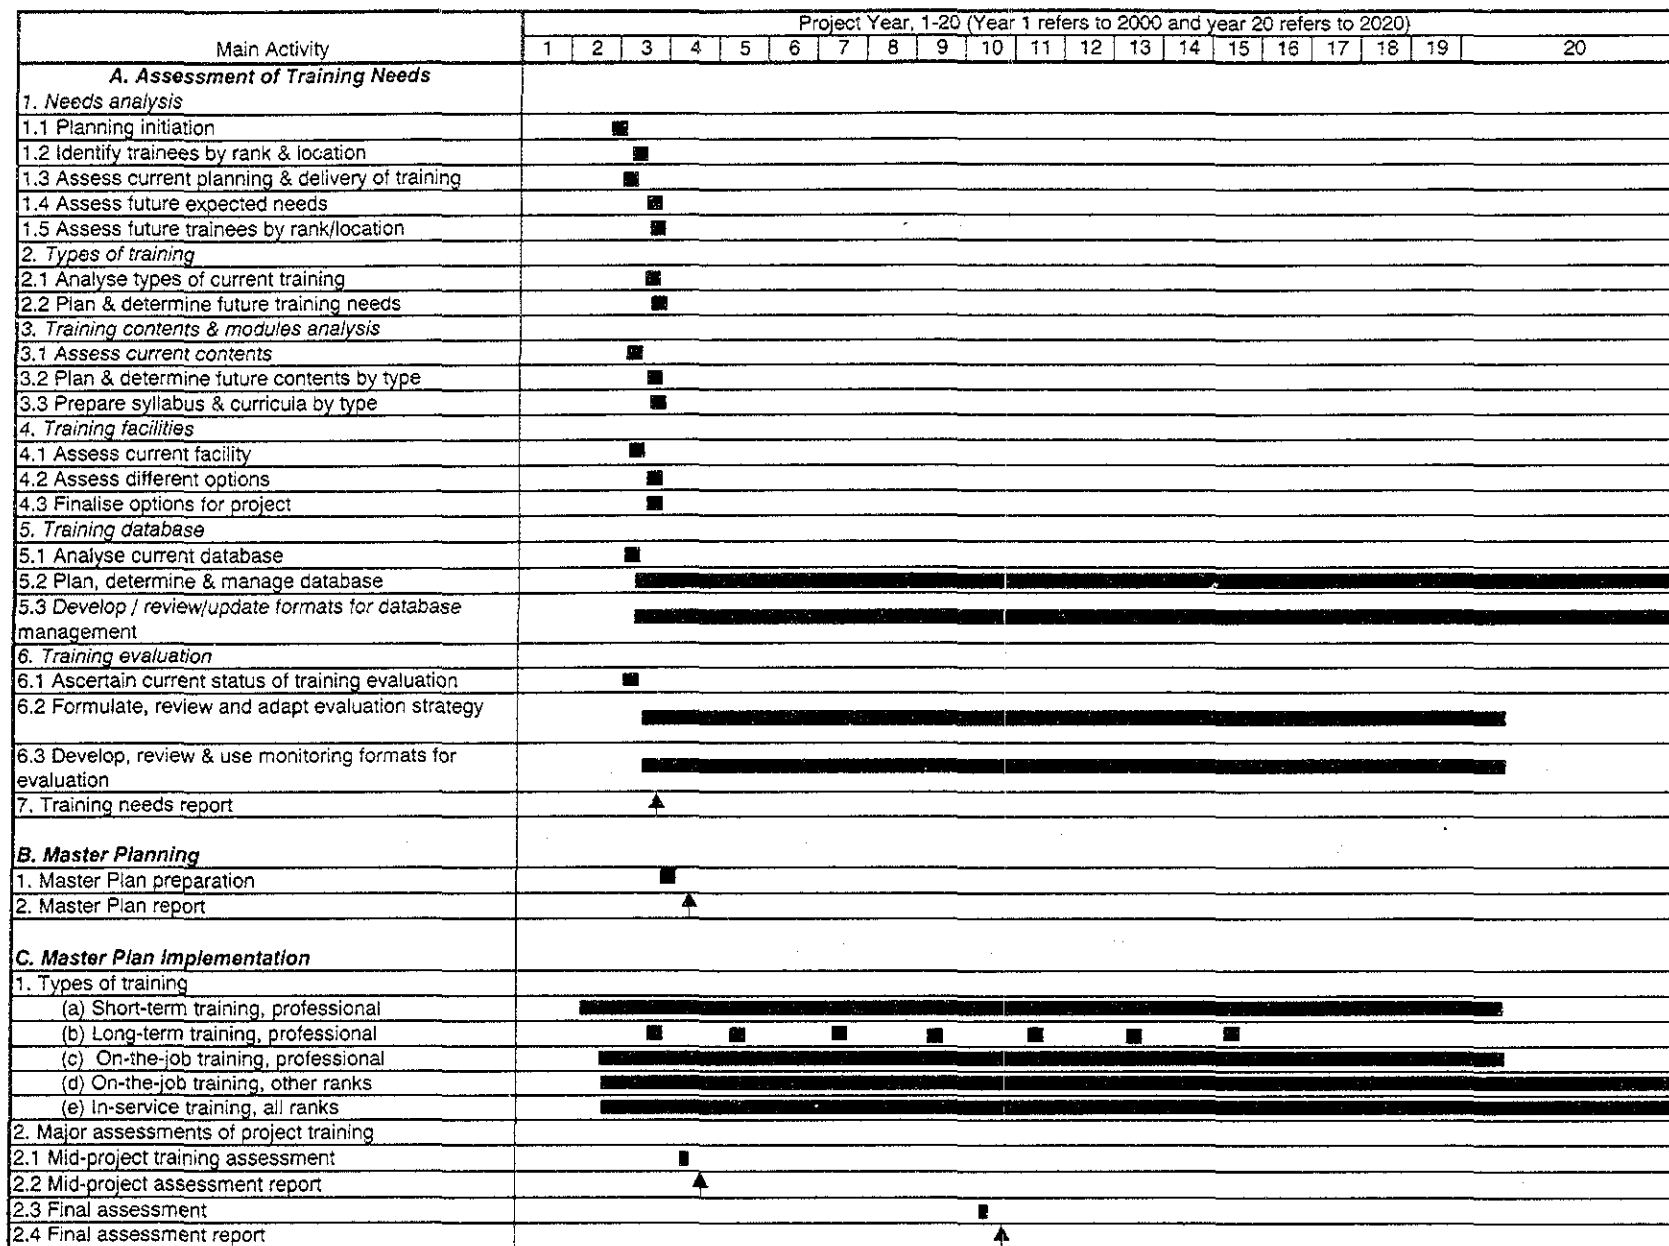 Project Year, 1-20 (Year 1 refers to 2000 and year 20 refers to 2020)
Main Activity 1 2 3 4 5 6 7 8 9 10 11 12 13 14 15 16 17 18 19 20
A. Assessment of Training Needs
1. Needs analysis
1.1 Planning initiation
1.2 Identify trainees by rank & location
1.3 Assess current planning & delivery of training
1.4 Assess future expected needs
1.5 Assess future trainees by rank/location
2. Types of training
2.1 Analyse types of current training
2.2 Plan & determine future training needs
3. Training contents & modules analysis
3.1 Assess current contents
3.2 Plan & determine future contents by type
3.3 Prepare syllabus & curricula by type
4. Training facilities
4.1 Assess current facility
4.2 Assess different options
4.3 Finalise options for project
5. Training database
5.1 Analyse current database
5.2 Plan, determine & manage database
5.3 Develop / review/update formats for database
management
6. Training evaluation
6.1 Ascertain current status of training evaluation
6.2 Formulate, review and adapt evaluation strategy
6.3 Develop, review & use monitoring formats for
evaluation
7. Training needs report
B. Master Planning
1. Master Plan preparation
2. Master Plan report
C. Master Plan Implementation
1. Types of training
(a) Short-term training, professional
(b) Long-term training, professional
(c) On-the-job training, professional
(d) On-the-job training, other ranks
(e) In-service training, all ranks
2. Major assessments of project training
2.1 Mid-project training assessment
2.2 Mid-project assessment report
2.3 Final assessment
2.4 Final assessment report